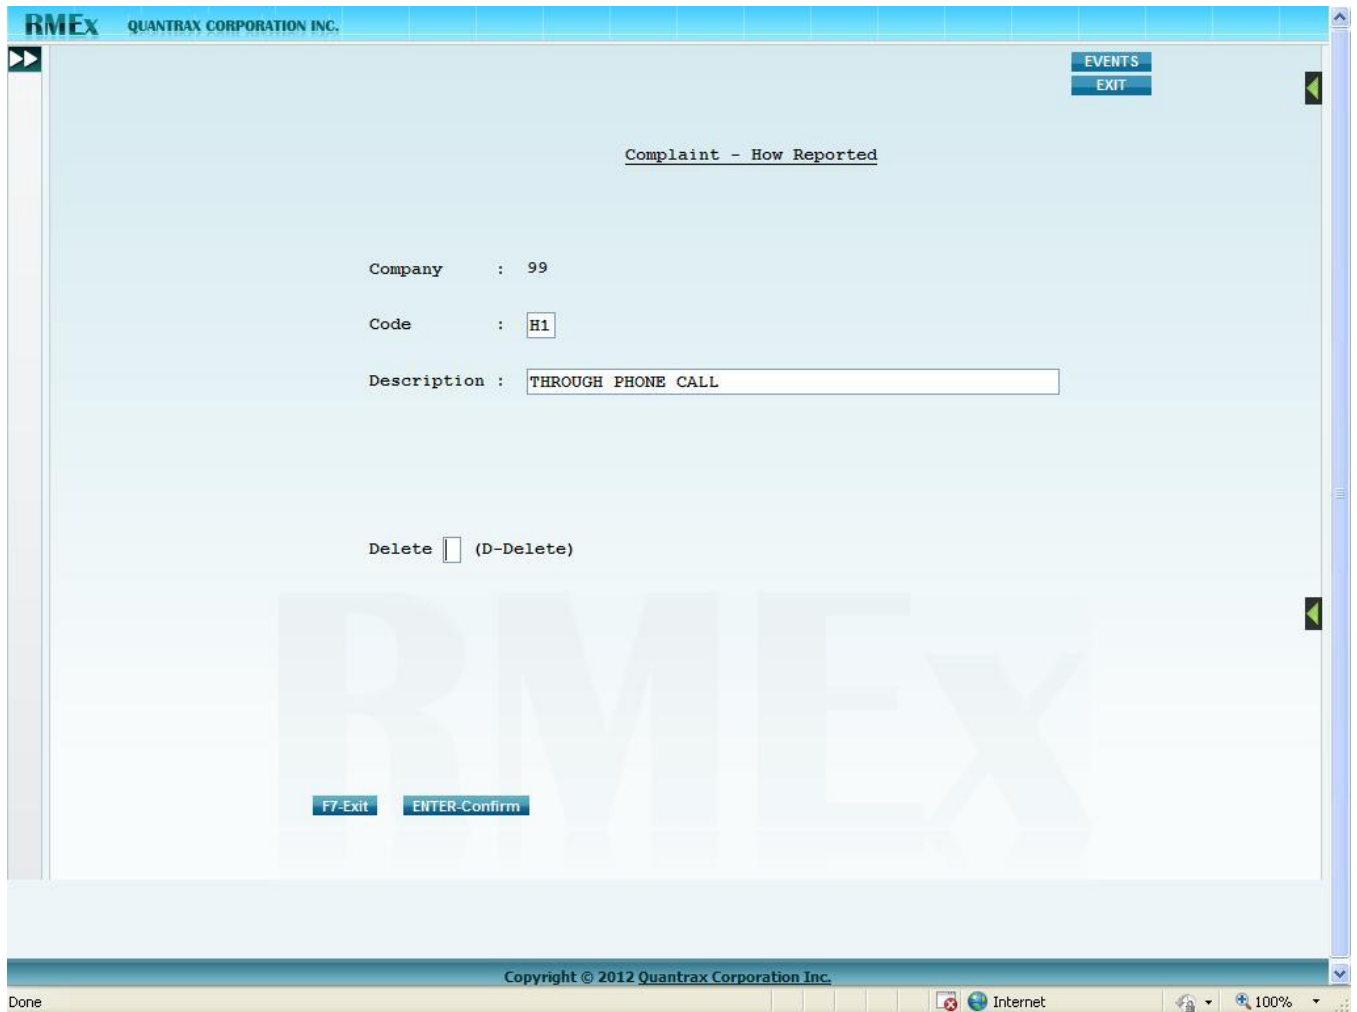 RMEx QUANTRAX CORPORATION INC.
EVENTS
EXIT
Complaint - How Reported
Company : 99
Code : H1
Description : THROUGH PHONE CALL
Delete (D-Delete)
RMEx
F7-Exit ENTER-Confirm
Copyright © 2012 Quantrax Corporation Inc.
Done Internet 100%